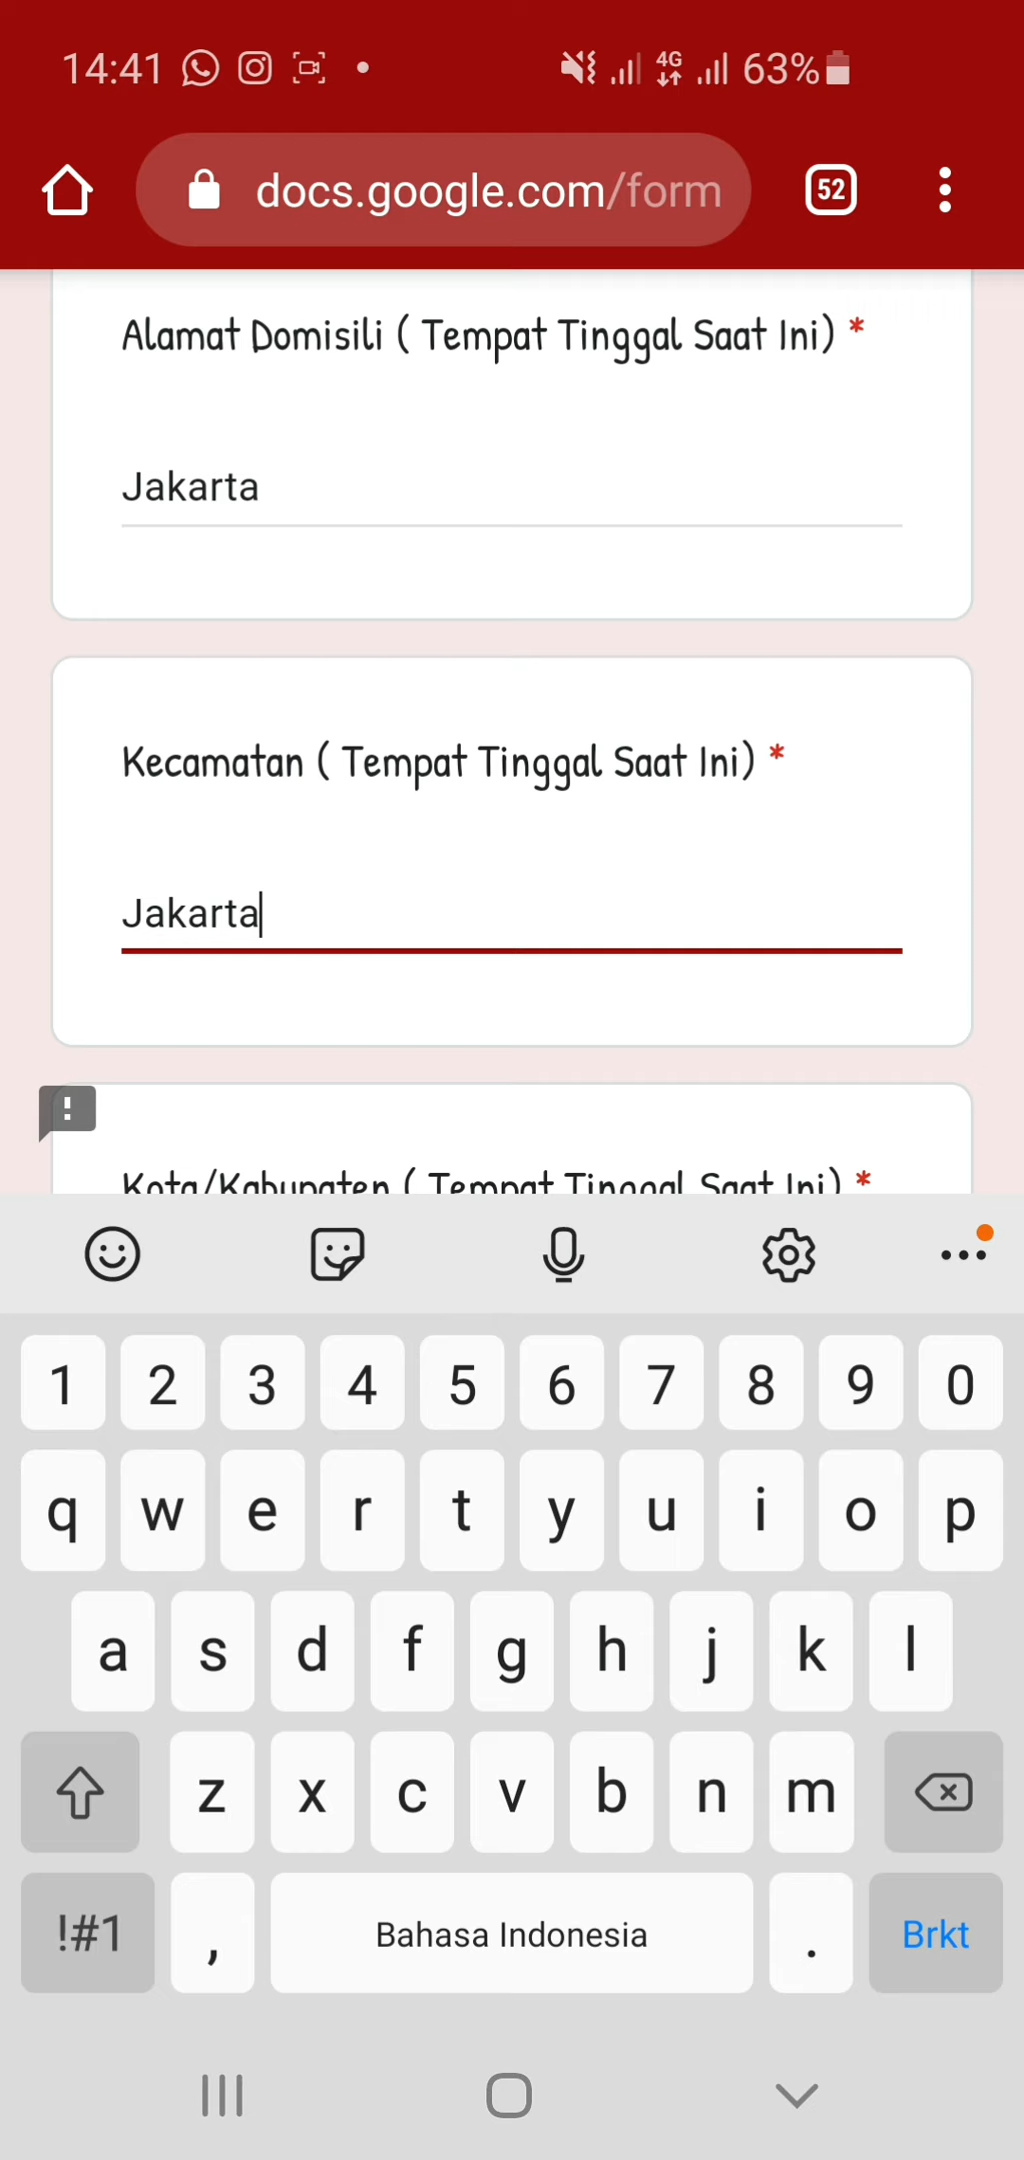 14:41 4G 63%
docs.google.com/form 52
Alamat Domisili ( Tempat Tinggal Saat Ini) *
Jakarta
Kecamatan ( Tempat Tinggal Saat Ini) *
Jakarta
!
Kota/Kabupaten ( Tempat Tinggal Saat Ini) *
1 2 3 4 5 6 7 8 9 0
q w e r t y u i o p
a s d f g h j k l
z x c v b n m
!#1 , Bahasa Indonesia . Brkt